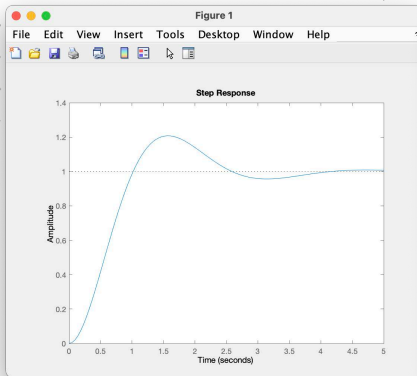 Figure 1
File Edit View Insert Tools Desktop Window Help
Step Response
1.4
1.2
1
0.8
0.6
0.4
0.2
0
Amplitude
0 0.5 1 1.5 2 2.5 3 3.5 4 4.5 5
Time (seconds)